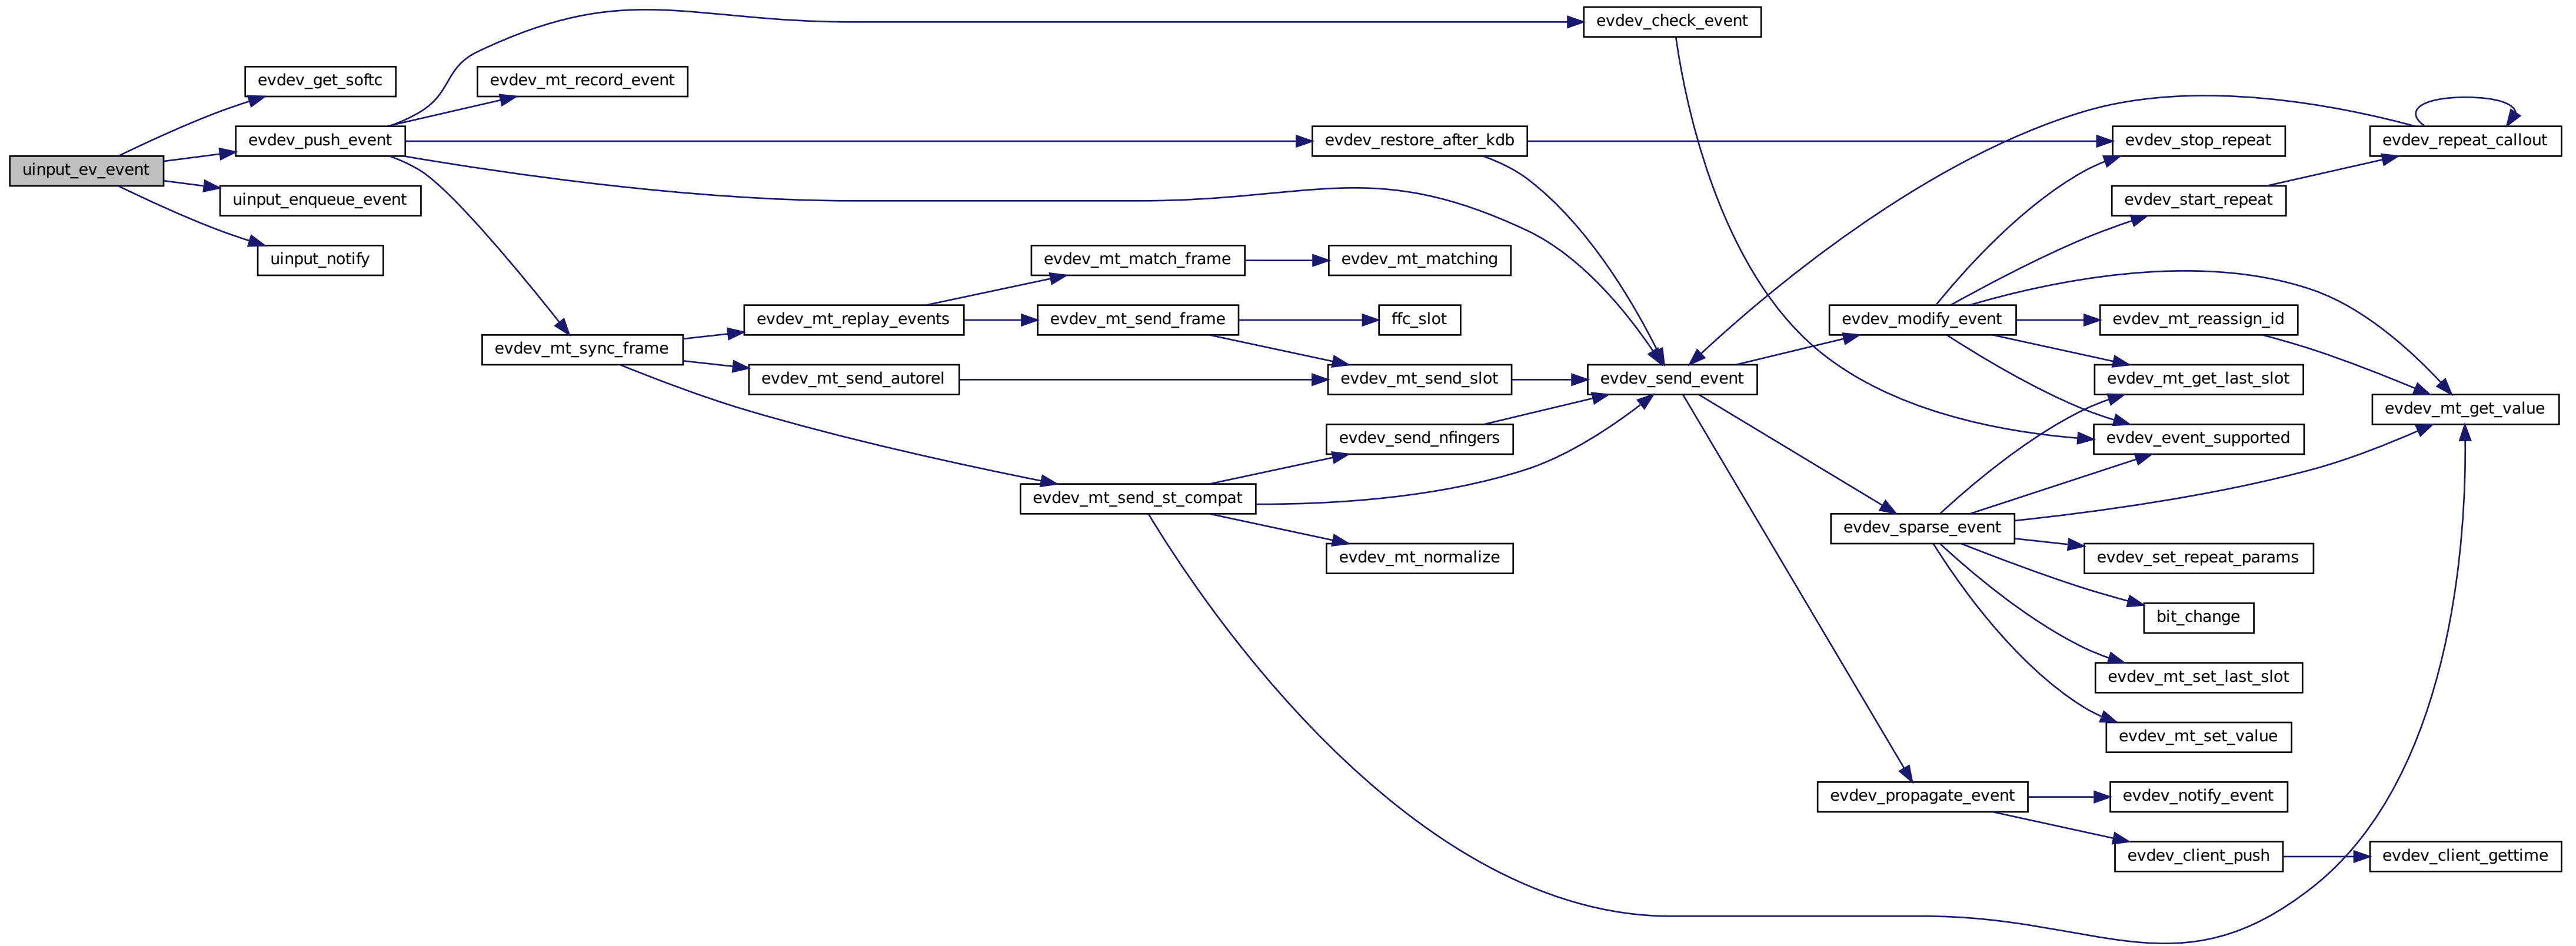 uinput_ev_event
evdev_get_softc
evdev_push_event
uinput_enqueue_event
uinput_notify
evdev_mt_record_event
evdev_mt_sync_frame
evdev_mt_replay_events
evdev_mt_send_autorel
evdev_mt_match_frame
evdev_mt_send_frame
evdev_mt_send_st_compat
evdev_restore_after_kdb
evdev_mt_matching
ffc_slot
evdev_mt_send_slot
evdev_send_nfingers
evdev_mt_normalize
evdev_check_event
evdev_send_event
evdev_modify_event
evdev_sparse_event
evdev_propagate_event
evdev_stop_repeat
evdev_start_repeat
evdev_mt_reassign_id
evdev_mt_get_last_slot
evdev_event_supported
evdev_set_repeat_params
bit_change
evdev_mt_set_last_slot
evdev_mt_set_value
evdev_notify_event
evdev_client_push
evdev_repeat_callout
evdev_mt_get_value
evdev_client_gettime